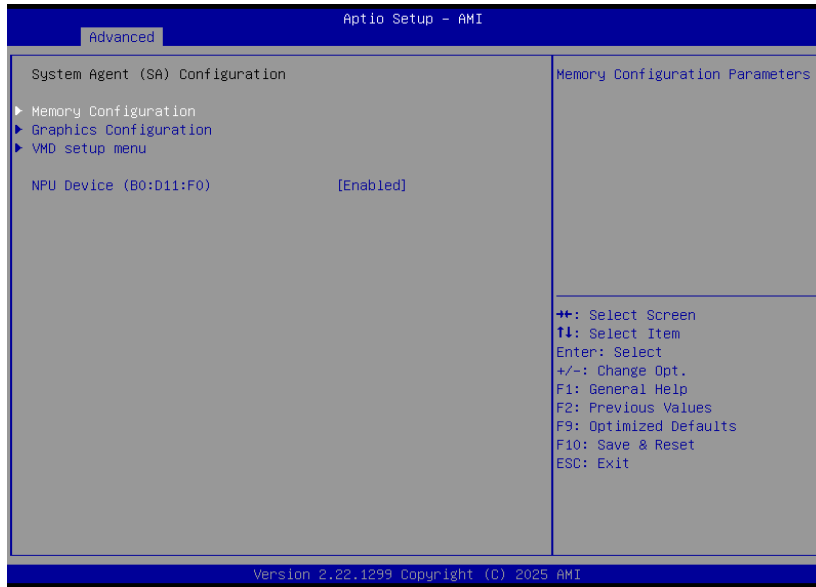 Aptio Setup – AMI
Advanced
System Agent (SA) Configuration
Memory Configuration
Graphics Configuration
VMD setup menu
NPU Device (B0:D11:F0) [Enabled]
Memory Configuration Parameters
→←: Select Screen
↑↓: Select Item
Enter: Select
+/-: Change Opt.
F1: General Help
F2: Previous Values
F9: Optimized Defaults
F10: Save & Reset
ESC: Exit
Version 2.22.1299 Copyright (C) 2025 AMI